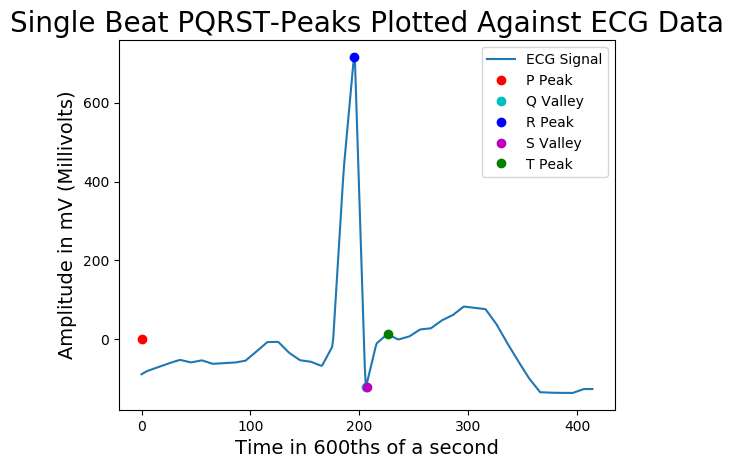 Single Beat PQRST-Peaks Plotted Against ECG Data
Amplitude in mV (Millivolts)
600
400
200
0
ECG Signal
P Peak
Q Valley
R Peak
S Valley
T Peak
0 100 200 300 400
Time in 600ths of a second